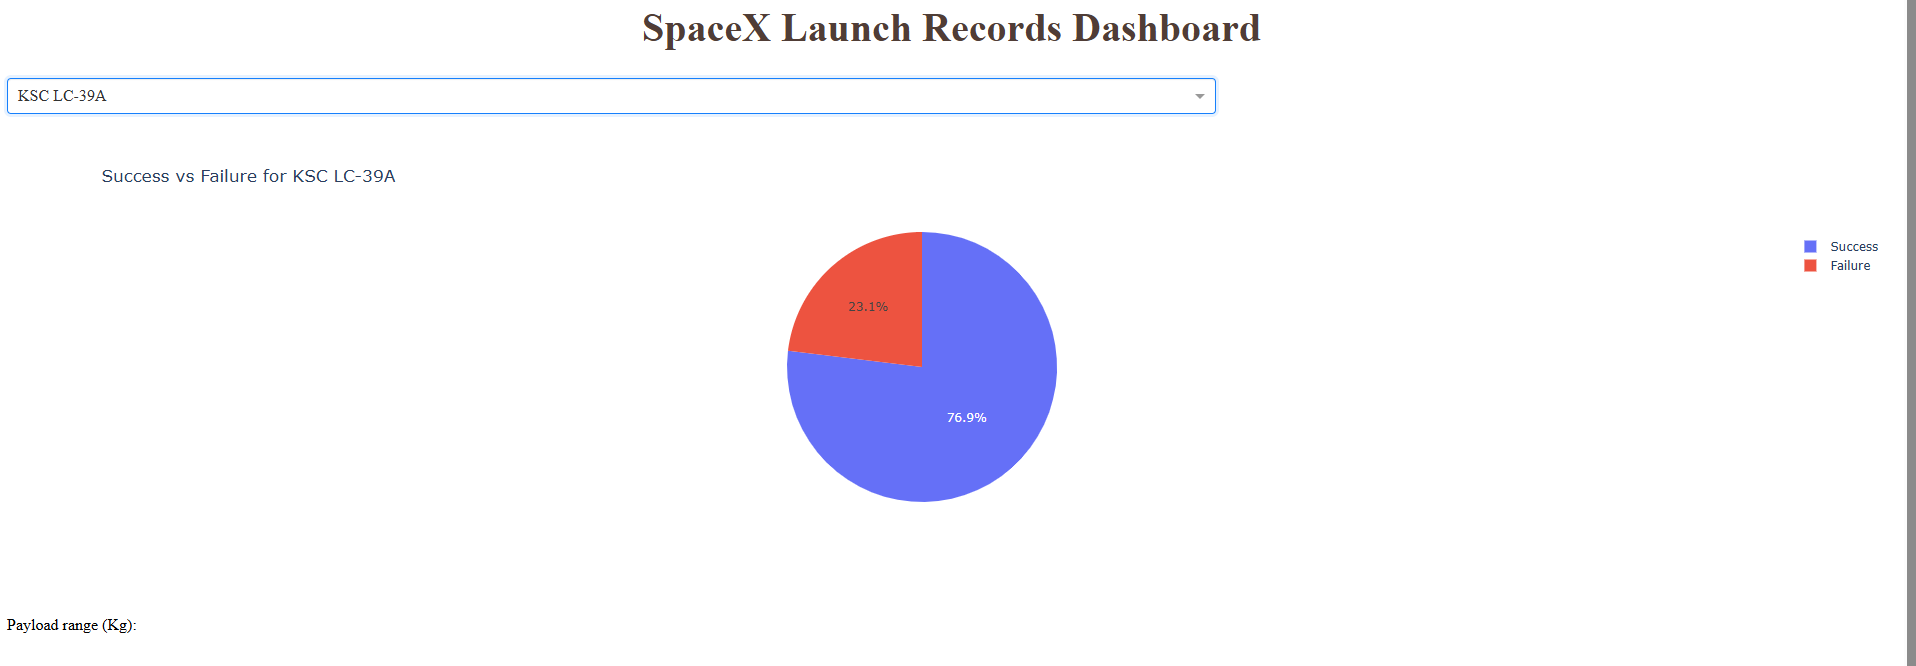 SpaceX Launch Records Dashboard
KSC LC-39A
Success vs Failure for KSC LC-39A
Success
Failure
23.1%
76.9%
Payload range (Kg):